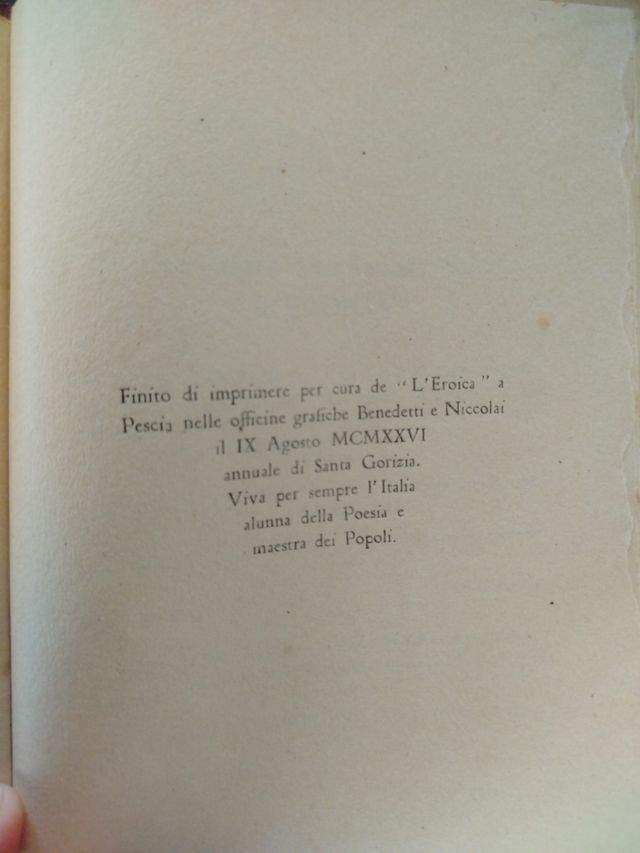 Finito di imprimere per cura de “L'Eroica” a
Pescia nelle officine grafiche Benedetti e Niccolai
il IX Agosto MCMXXVI
annuale di Santa Gorizia.
Viva per sempre l'Italia
alunna della Poesia e
maestra dei Popoli.